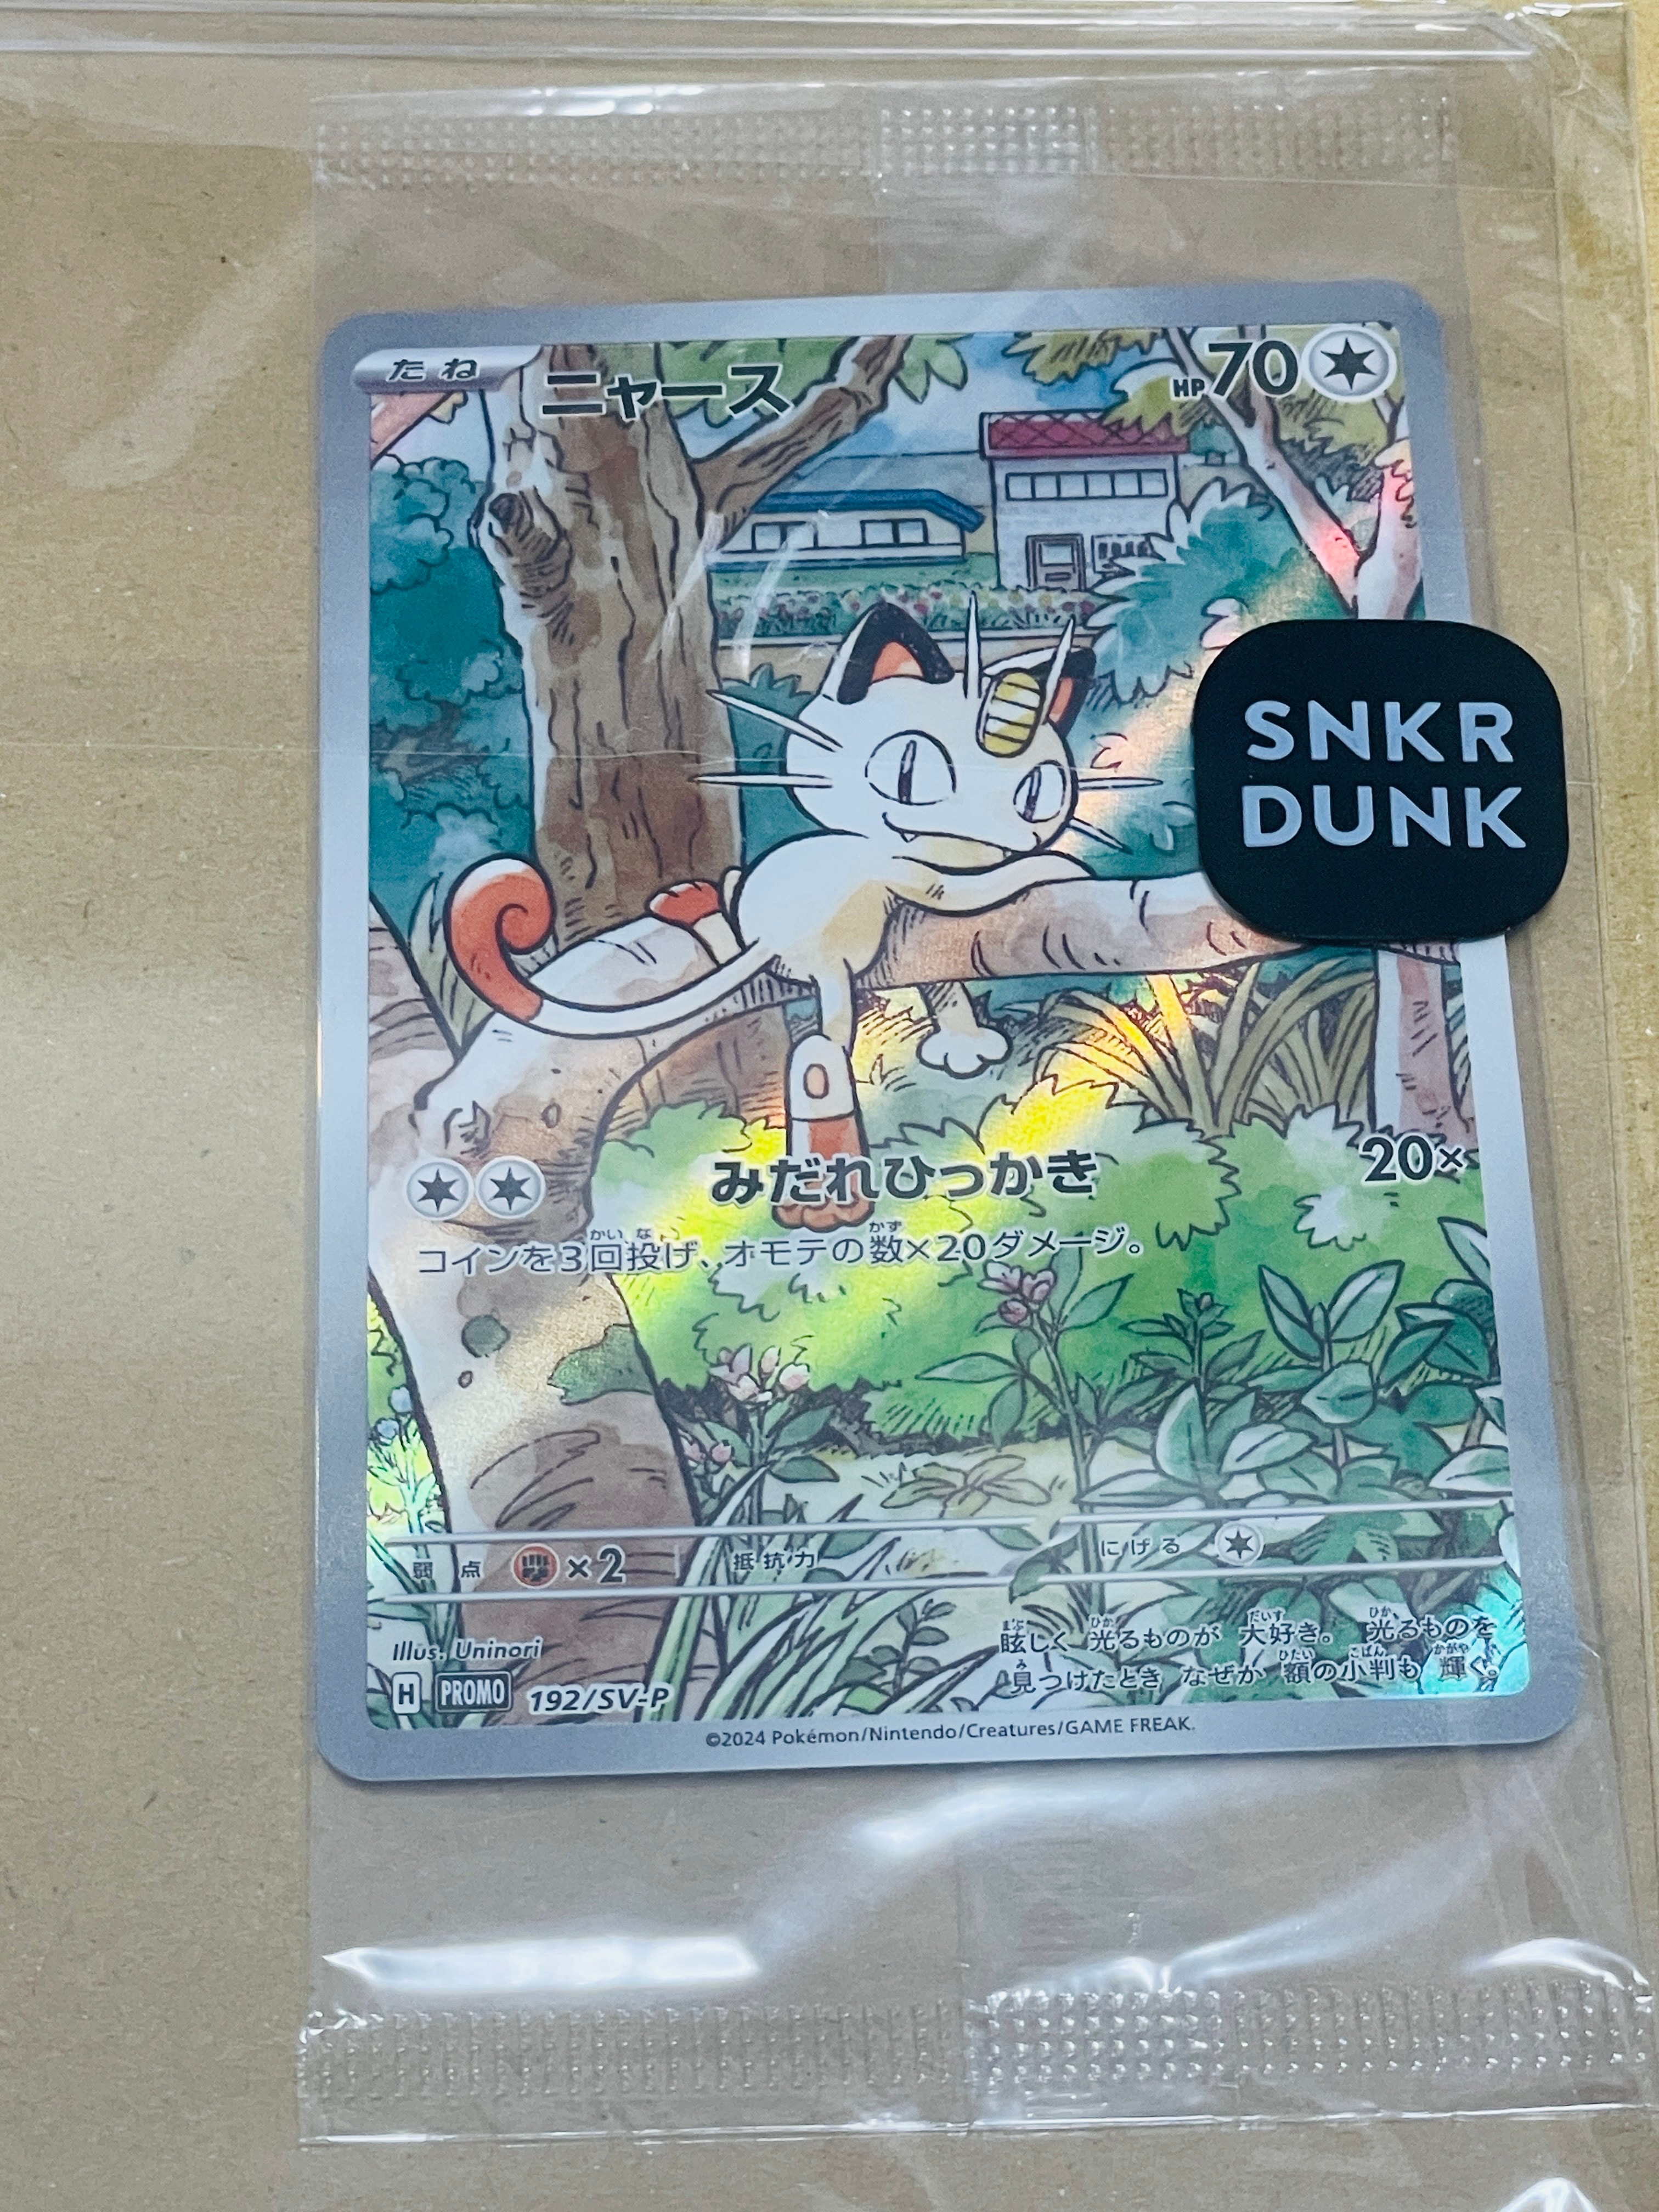 たね ニャース HP70
SNKR
DUNK
みだれひっかき 20×
コインを3回投げ、オモテの数×20ダメージ。
弱点 ×2 抵抗力 にげる
Illus. Uninori
眩しく 光るものが 大好き。 光るものを
見つけたとき なぜか 額の小判も 輝く。
H PROMO 192/SV-P
©2024 Pokémon/Nintendo/Creatures/GAME FREAK.